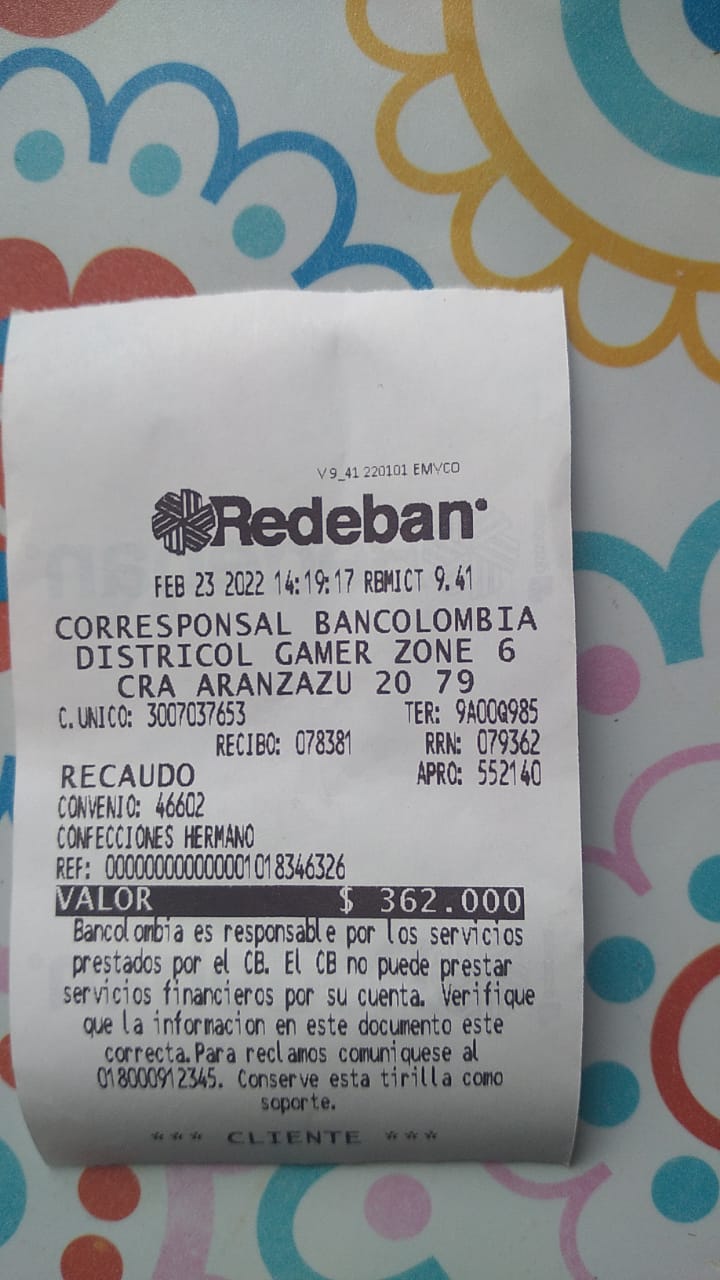 V9_41 220101 EMVCO
Redeban
FEB 23 2022 14:19:17 RBMICT 9.41
CORRESPONSAL BANCOLOMBIA
DISTRICOL GAMER ZONE 6
CRA ARANZAZU 20 79
C.UNICO: 3007037653 TER: 9A00Q985
RECIBO: 078381 RRN: 079362
RECAUDO APRO: 552140
CONVENIO: 46602
CONFECCIONES HERMANO
REF: 00000000000001018346326
VALOR $ 362.000
Bancolombia es responsable por los servicios
prestados por el CB. El CB no puede prestar
servicios financieros por su cuenta. Verifique
que la informacion en este documento este
correcta.Para reclamos comuniquese al
018000912345. Conserve esta tirilla como
soporte.
*** CLIENTE ***